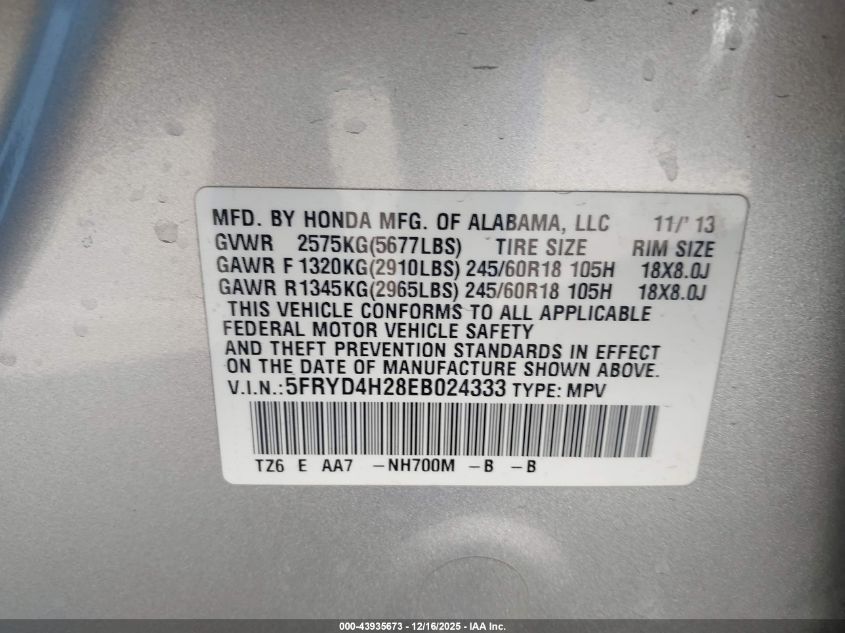 MFD. BY HONDA MFG. OF ALABAMA, LLC 11/'13
GVWR 2575KG(5677LBS) TIRE SIZE RIM SIZE
GAWR F 1320KG(2910LBS) 245/60R18 105H 18X8.0J
GAWR R 1345KG(2965LBS) 245/60R18 105H 18X8.0J
THIS VEHICLE CONFORMS TO ALL APPLICABLE
FEDERAL MOTOR VEHICLE SAFETY
AND THEFT PREVENTION STANDARDS IN EFFECT
ON THE DATE OF MANUFACTURE SHOWN ABOVE.
V.I.N.:5FRYD4H28EB024333 TYPE: MPV
TZ6 E AA7 -NH700M -B -B
000-43935673 - 12/16/2025 - IAA Inc.